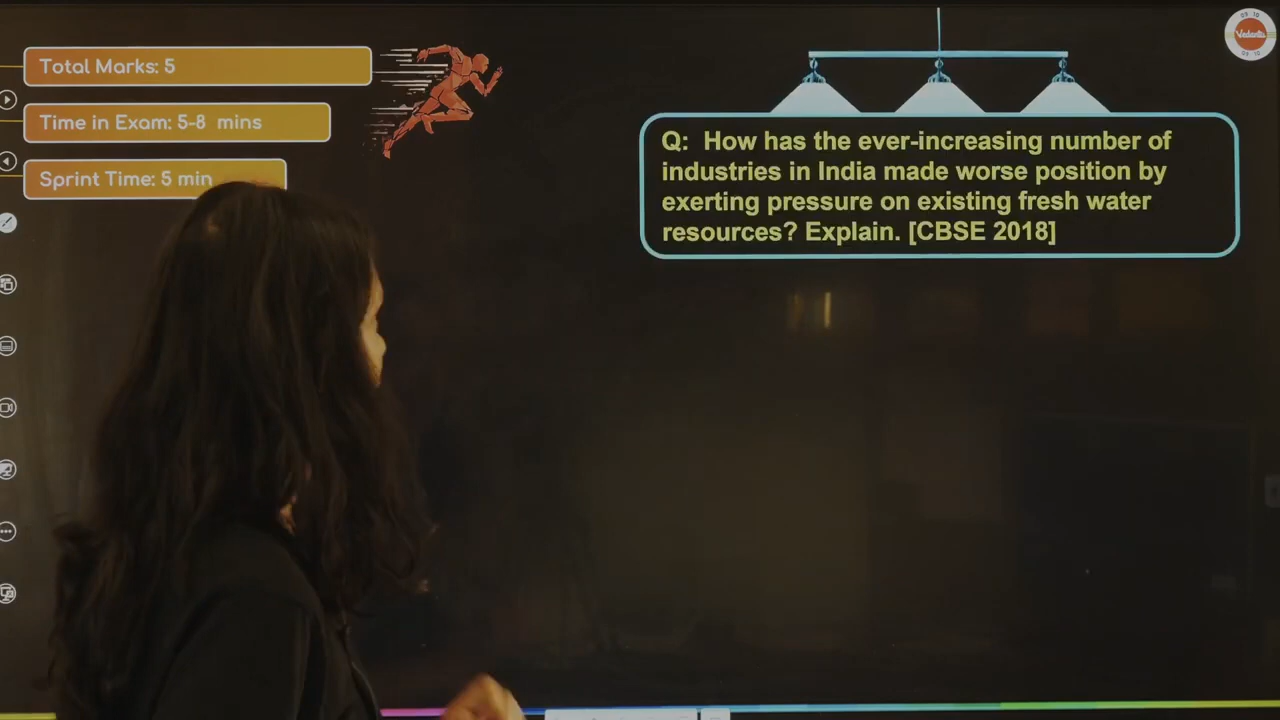 Total Marks: 5
Time in Exam: 5-8 mins
Sprint Time: 5 min
Q: How has the ever-increasing number of
industries in India made worse position by
exerting pressure on existing fresh water
resources? Explain. [CBSE 2018]
Vedantu